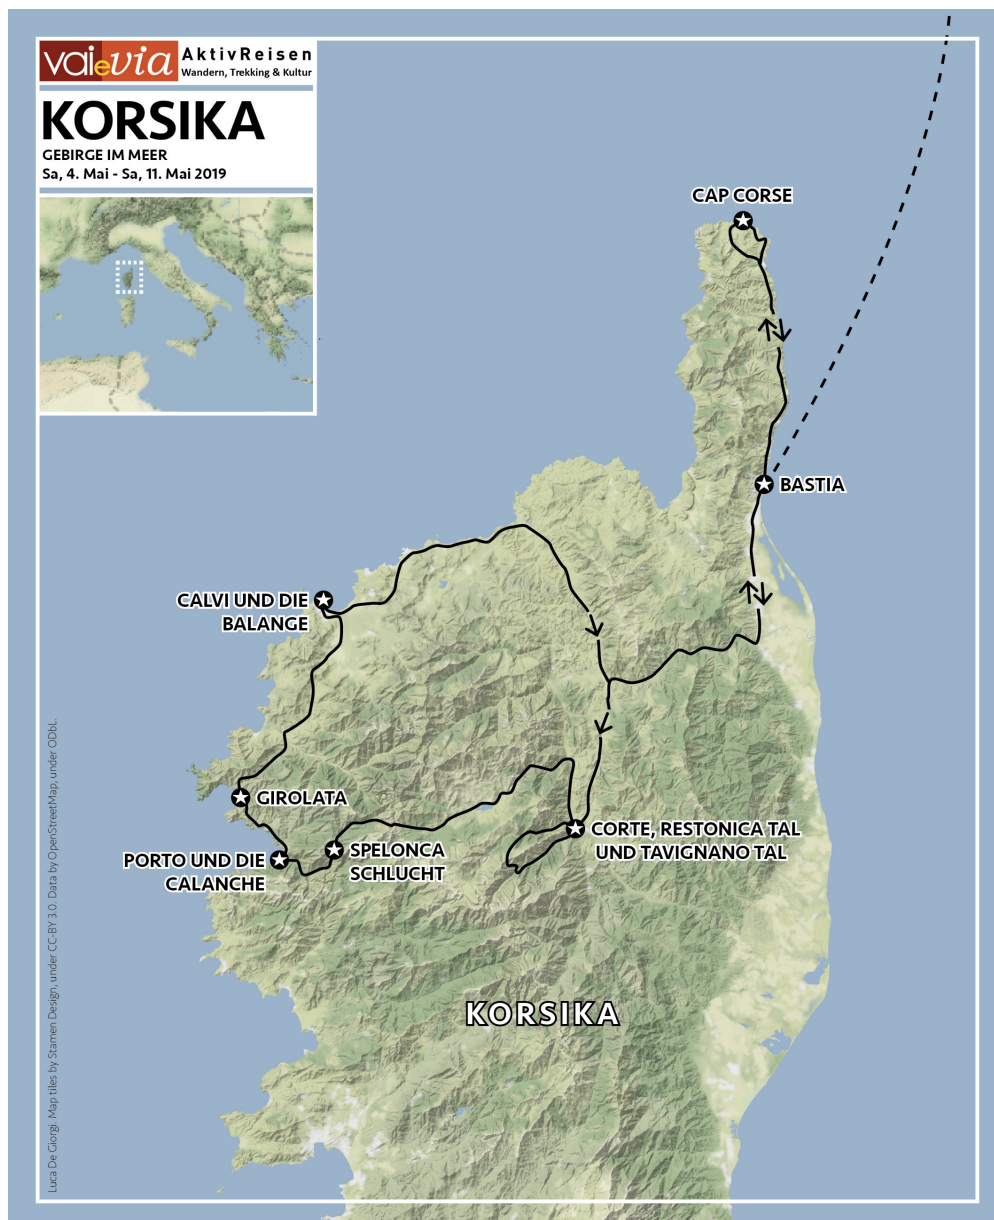 vai e via AktivReisen
Wandern, Trekking & Kultur
KORSIKA
GEBIRGE IM MEER
Sa, 4. Mai - Sa, 11. Mai 2019
CAP CORSE
BASTIA
CALVI UND DIE
BALANGE
GIROLATA
PORTO UND DIE
CALANCHE
SPELONCA
SCHLUCHT
CORTE, RESTONICA TAL
UND TAVIGNANO TAL
KORSIKA
Luca De Giorgi. Map tiles by Stamen Design, under CC-BY 3.0. Data by OpenStreetMap, under ODbL.